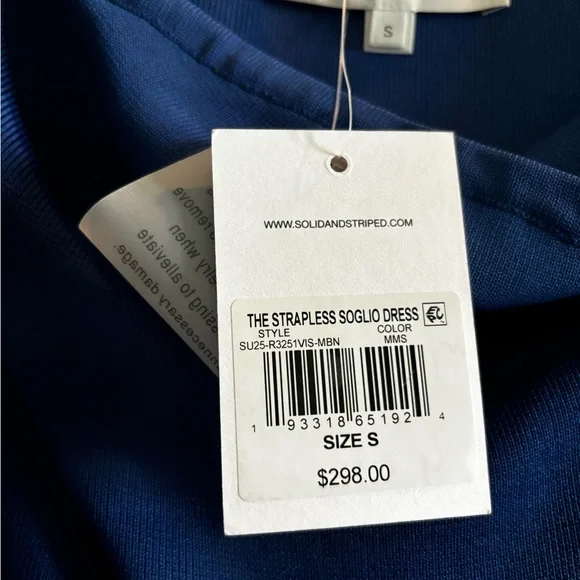 S
WWW.SOLIDANDSTRIPED.COM
THE STRAPLESS SOGLIO DRESS
STYLE COLOR
SU25-R3251VIS-MBN MMS
1 93318 65192 4
SIZE S
$298.00
remove
when
ssing to alleviate
necessary damage.